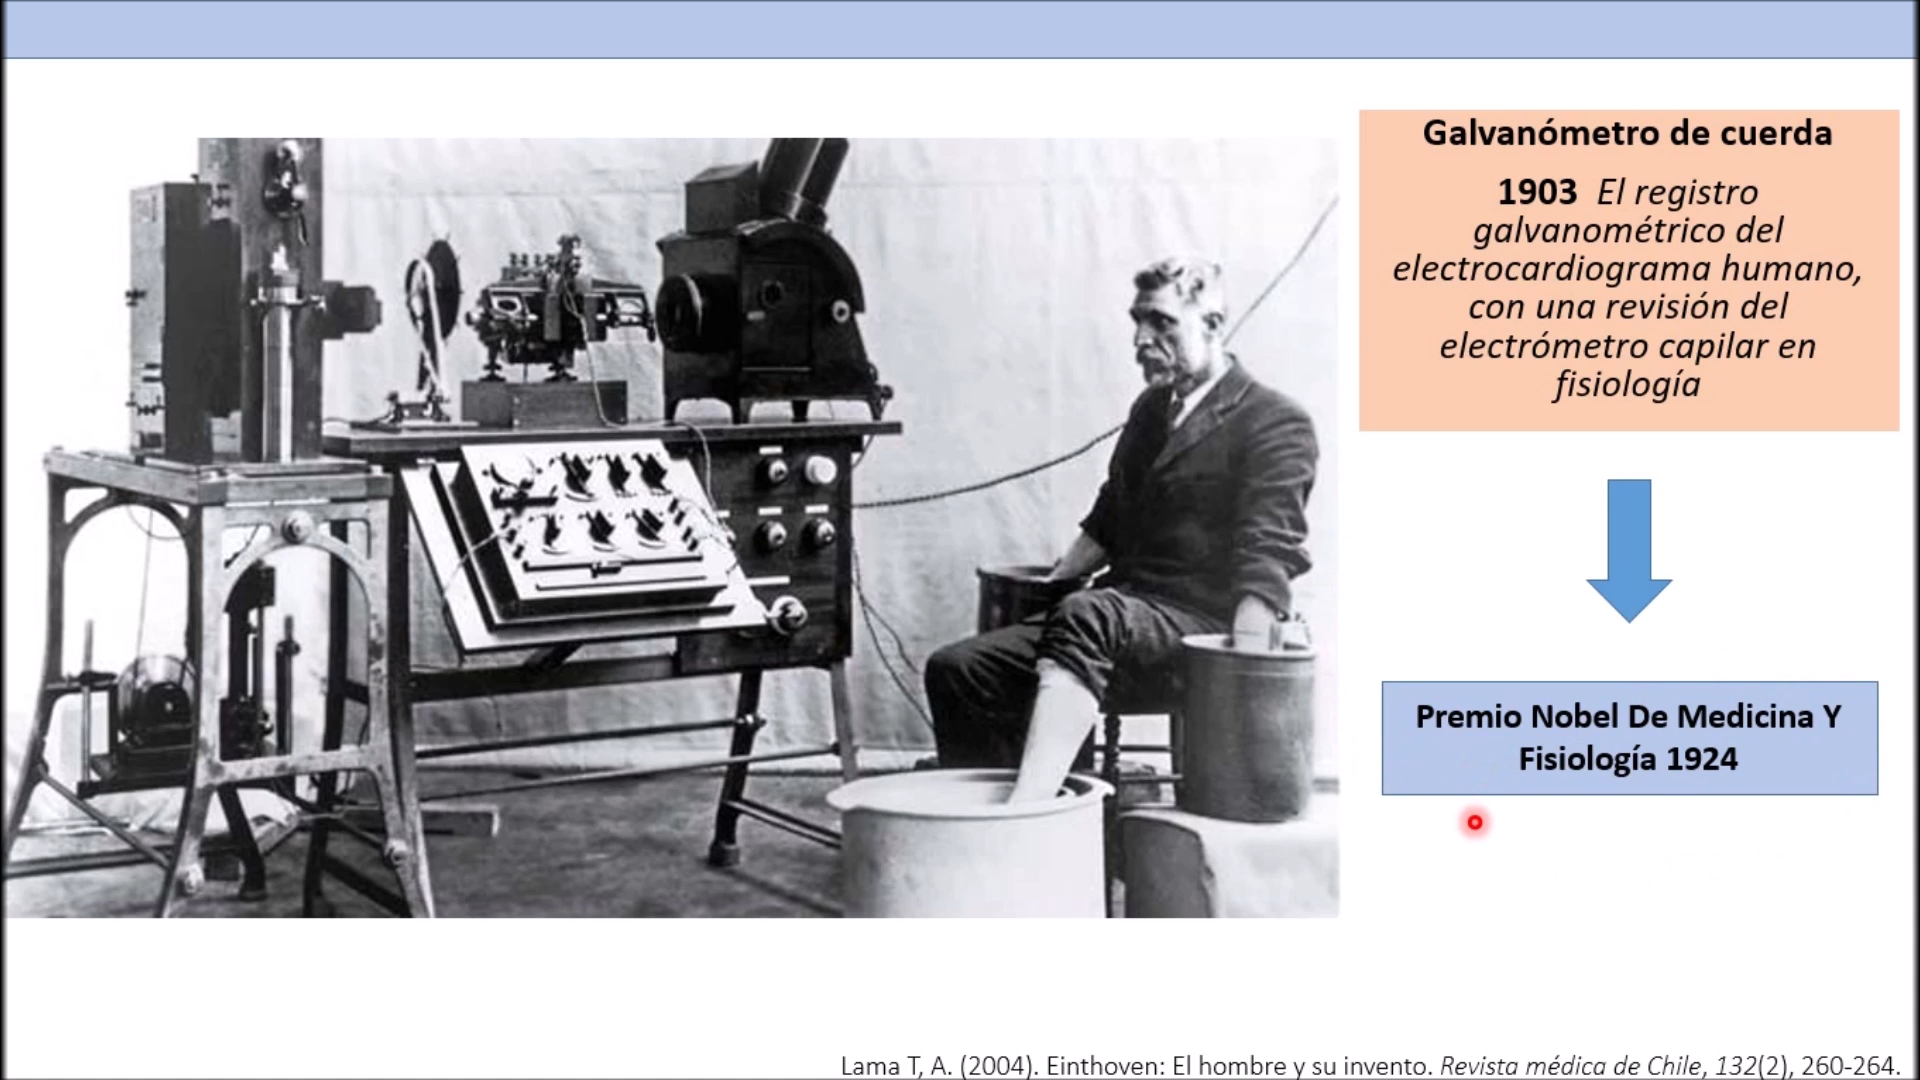 Galvanómetro de cuerda
1903 El registro
galvanométrico del
electrocardiograma humano,
con una revisión del
electrómetro capilar en
fisiología
Premio Nobel De Medicina Y
Fisiología 1924
Lama T, A. (2004). Einthoven: El hombre y su invento. Revista médica de Chile, 132(2), 260-264.